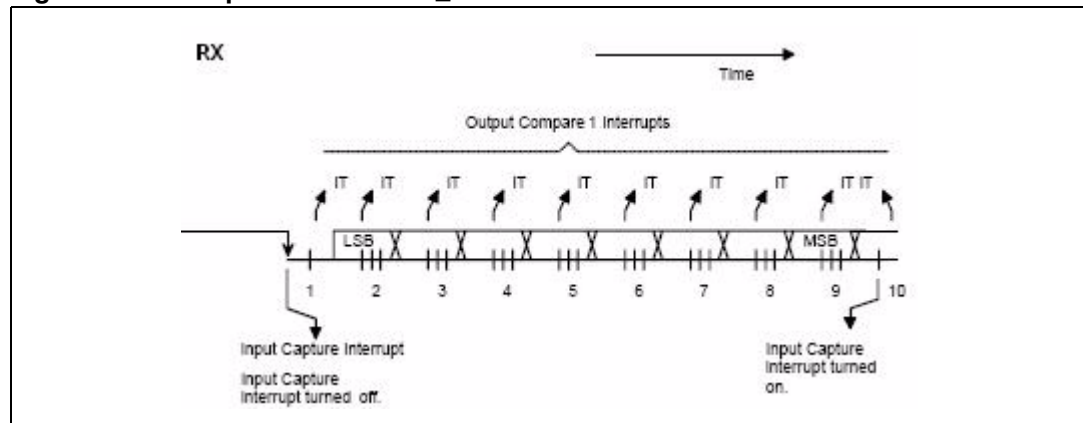 RX
Time
Output Compare 1 Interrupts
IT IT IT IT IT IT IT IT IT IT
LSB MSB
1 2 3 4 5 6 7 8 9 10
Input Capture Interrupt
Input Capture
Interrupt turned off.
Input Capture
Interrupt turned
on.